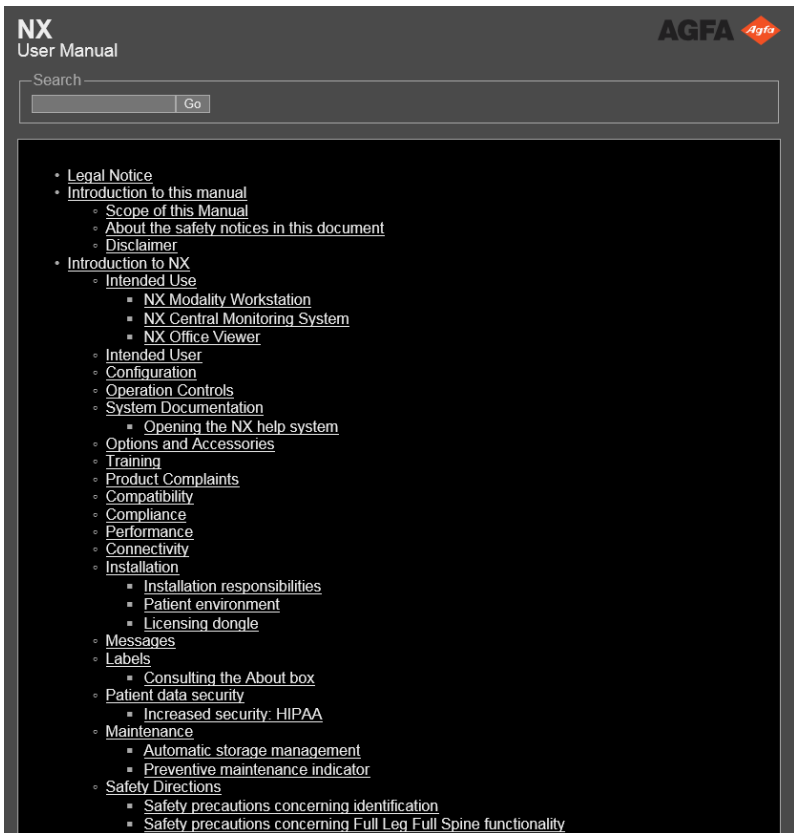 NX
AGFA Agfa
User Manual
Search
Go
Legal Notice
Introduction to this manual
Scope of this Manual
About the safety notices in this document
Disclaimer
Introduction to NX
Intended Use
NX Modality Workstation
NX Central Monitoring System
NX Office Viewer
Intended User
Configuration
Operation Controls
System Documentation
Opening the NX help system
Options and Accessories
Training
Product Complaints
Compatibility
Compliance
Performance
Connectivity
Installation
Installation responsibilities
Patient environment
Licensing dongle
Messages
Labels
Consulting the About box
Patient data security
Increased security: HIPAA
Maintenance
Automatic storage management
Preventive maintenance indicator
Safety Directions
Safety precautions concerning identification
Safety precautions concerning Full Leg Full Spine functionality